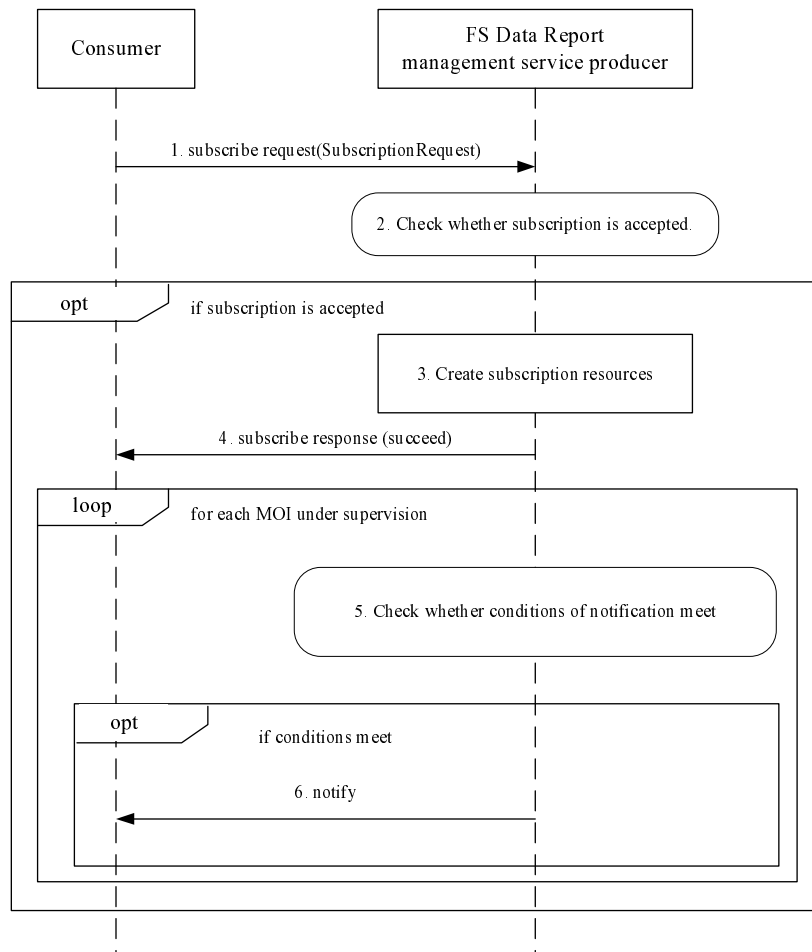 Consumer
FS Data Report
management service producer
1. subscribe request(SubscriptionRequest)
2. Check whether subscription is accepted.
opt
if subscription is accepted
3. Create subscription resources
4. subscribe response (succeed)
loop
for each MOI under supervision
5. Check whether conditions of notification meet
opt
if conditions meet
6. notify